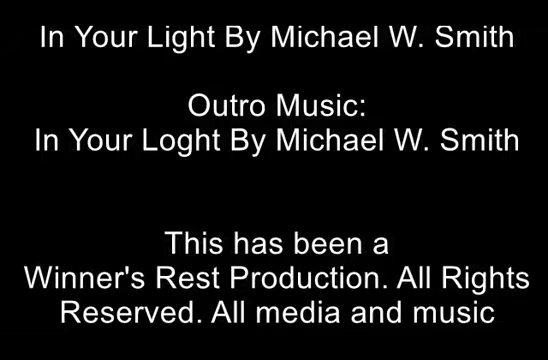 In Your Light By Michael W. Smith
Outro Music:
In Your Loght By Michael W. Smith
This has been a
Winner's Rest Production. All Rights
Reserved. All media and music